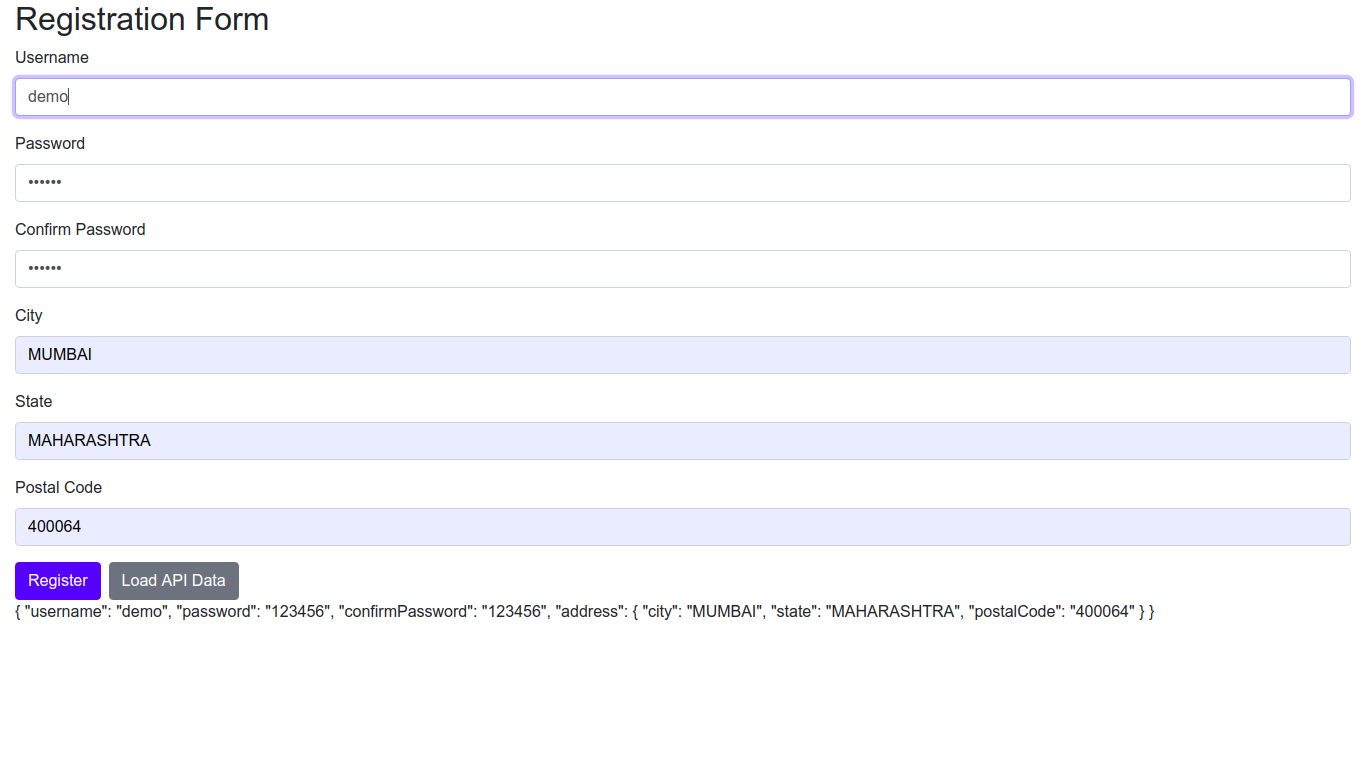 Registration Form
Username
demo
Password
••••••
Confirm Password
••••••
City
MUMBAI
State
MAHARASHTRA
Postal Code
400064
Register Load API Data
{ "username": "demo", "password": "123456", "confirmPassword": "123456", "address": { "city": "MUMBAI", "state": "MAHARASHTRA", "postalCode": "400064" } }